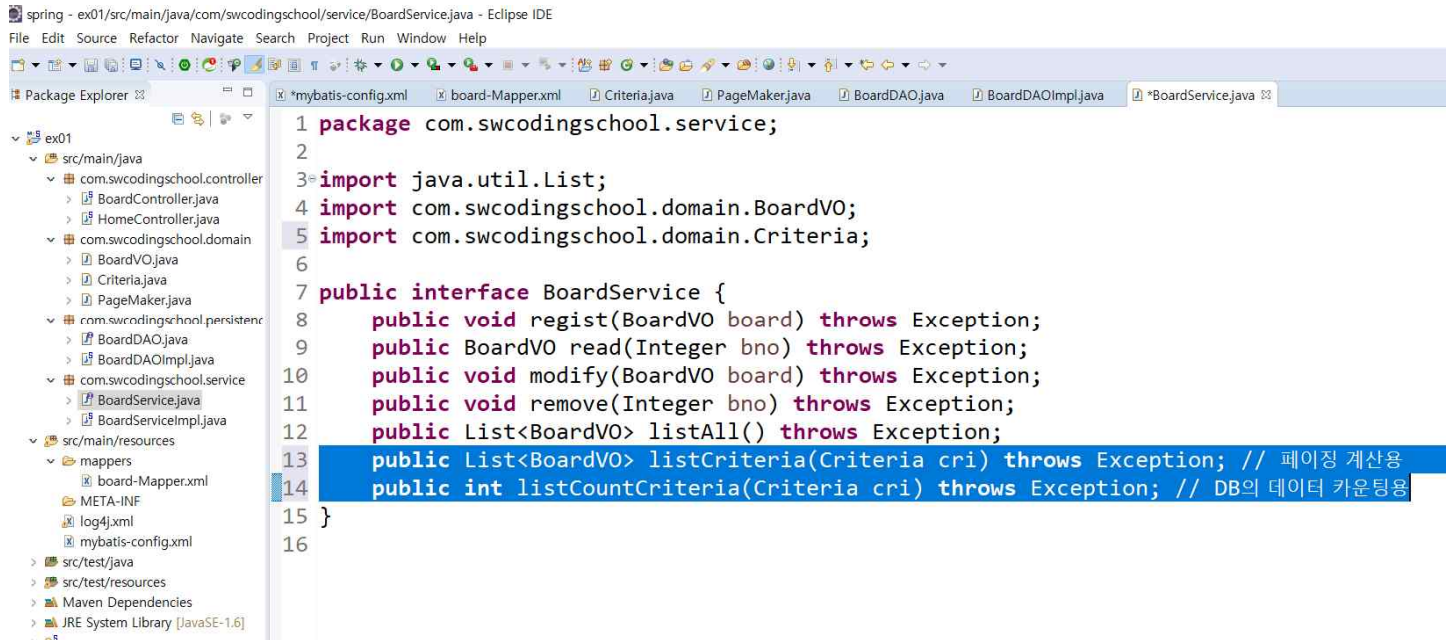 spring - ex01/src/main/java/com/swcodingschool/service/BoardService.java - Eclipse IDE
File Edit Source Refactor Navigate Search Project Run Window Help
Package Explorer
*mybatis-config.xml board-Mapper.xml Criteria.java PageMaker.java BoardDAO.java BoardDAOImpl.java *BoardService.java
ex01
src/main/java
com.swcodingschool.controller
BoardController.java
HomeController.java
com.swcodingschool.domain
BoardVO.java
Criteria.java
PageMaker.java
com.swcodingschool.persistenc
BoardDAO.java
BoardDAOImpl.java
com.swcodingschool.service
BoardService.java
BoardServiceImpl.java
src/main/resources
mappers
board-Mapper.xml
META-INF
log4j.xml
mybatis-config.xml
src/test/java
src/test/resources
Maven Dependencies
JRE System Library [JavaSE-1.6]
1 package com.swcodingschool.service;
2
3 import java.util.List;
4 import com.swcodingschool.domain.BoardVO;
5 import com.swcodingschool.domain.Criteria;
6
7 public interface BoardService {
8 public void regist(BoardVO board) throws Exception;
9 public BoardVO read(Integer bno) throws Exception;
10 public void modify(BoardVO board) throws Exception;
11 public void remove(Integer bno) throws Exception;
12 public List<BoardVO> listAll() throws Exception;
13 public List<BoardVO> listCriteria(Criteria cri) throws Exception; // 페이징 계산용
14 public int listCountCriteria(Criteria cri) throws Exception; // DB의 데이터 카운팅용
15 }
16